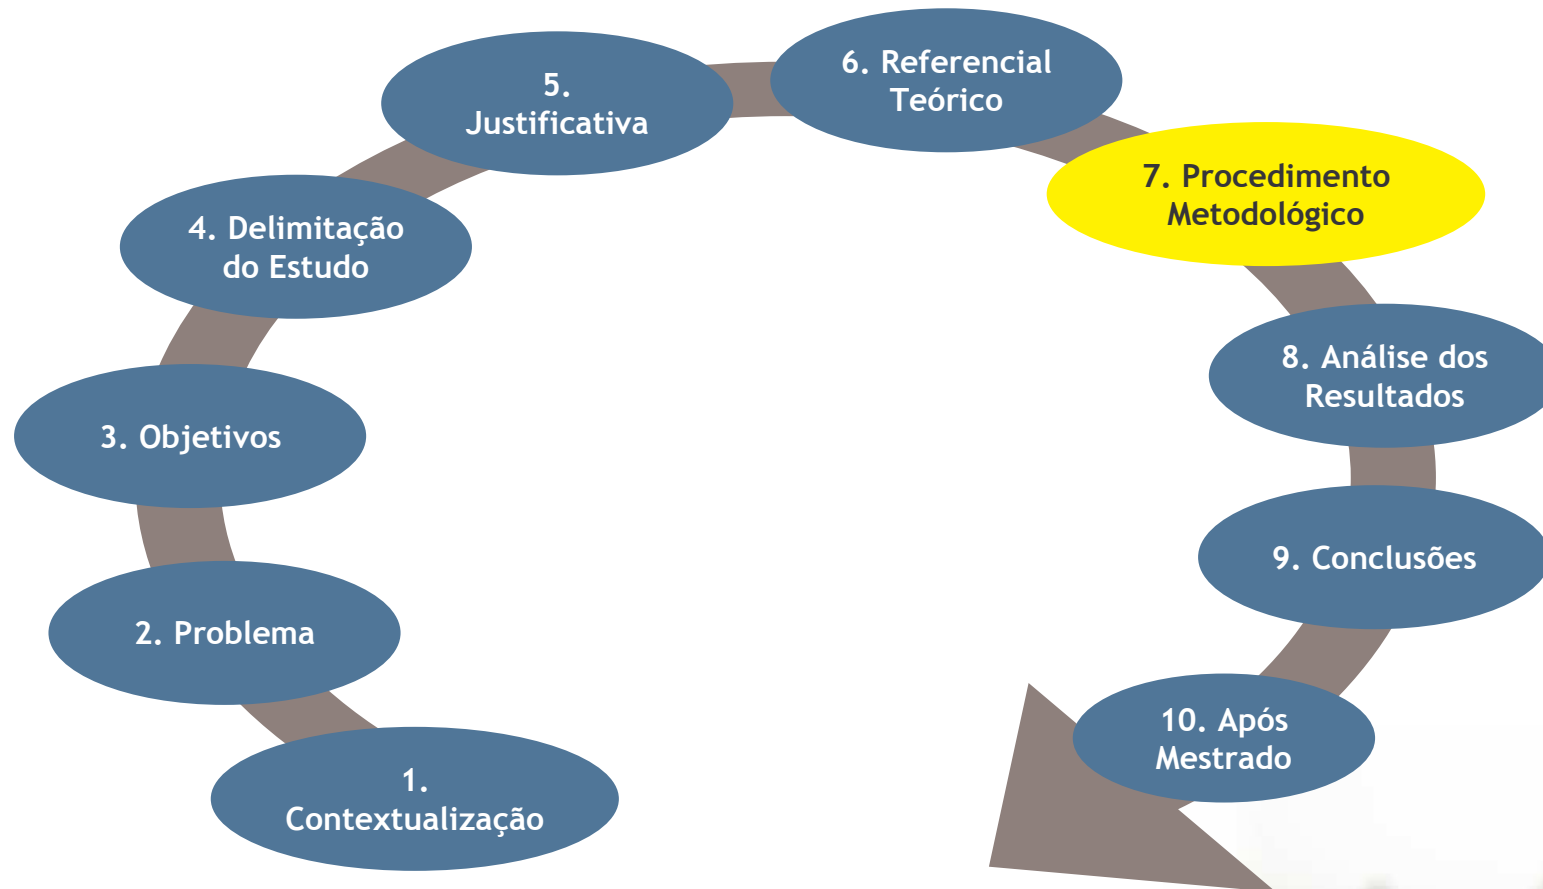 1.
Contextualização
2. Problema
3. Objetivos
4. Delimitação
do Estudo
5.
Justificativa
6. Referencial
Teórico
7. Procedimento
Metodológico
8. Análise dos
Resultados
9. Conclusões
10. Após
Mestrado